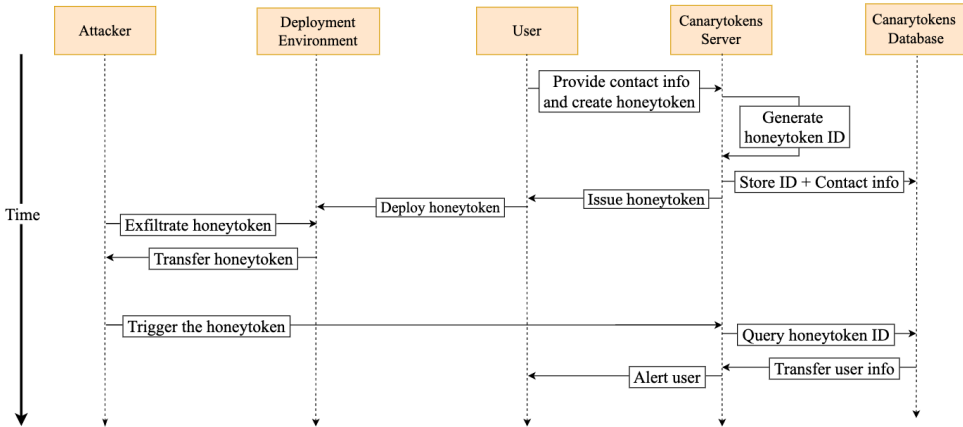 Attacker
Deployment
Environment
User
Canarytokens
Server
Canarytokens
Database
Provide contact info
and create honeytoken
Generate
honeytoken ID
Store ID + Contact info
Issue honeytoken
Deploy honeytoken
Time
Exfiltrate honeytoken
Transfer honeytoken
Trigger the honeytoken
Query honeytoken ID
Transfer user info
Alert user